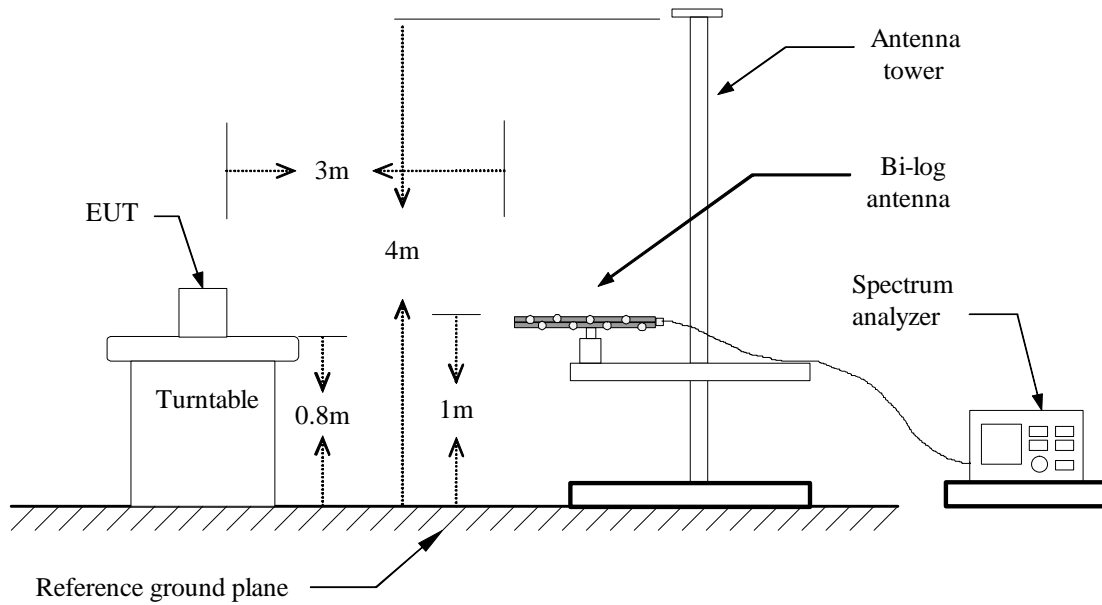 Antenna
tower
3m
Bi-log
antenna
EUT
4m
Spectrum
analyzer
Turntable
0.8m
1m
Reference ground plane